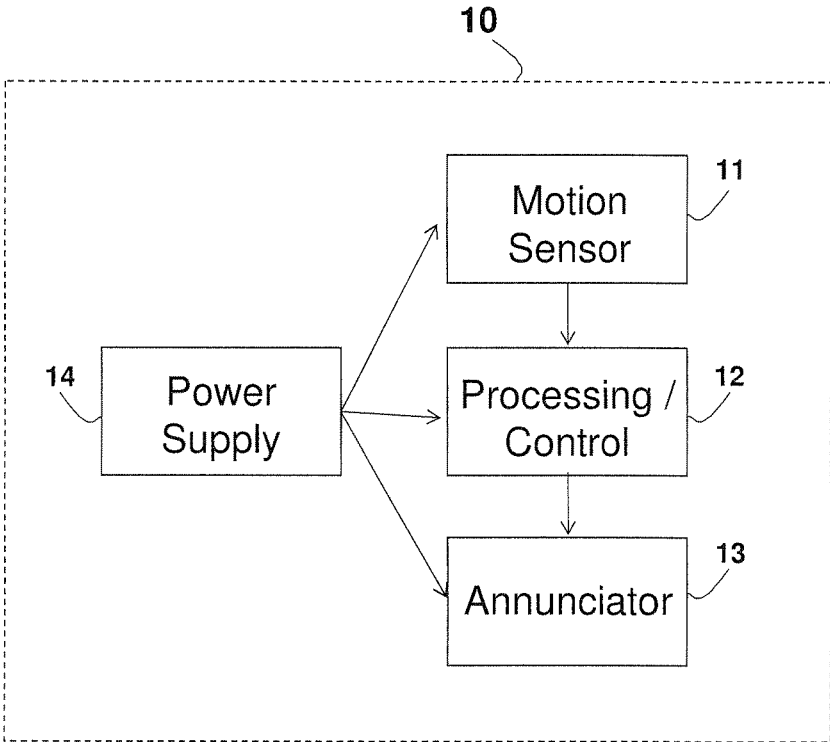 10
11
Motion
Sensor
14
Power
Supply
12
Processing /
Control
13
Annunciator